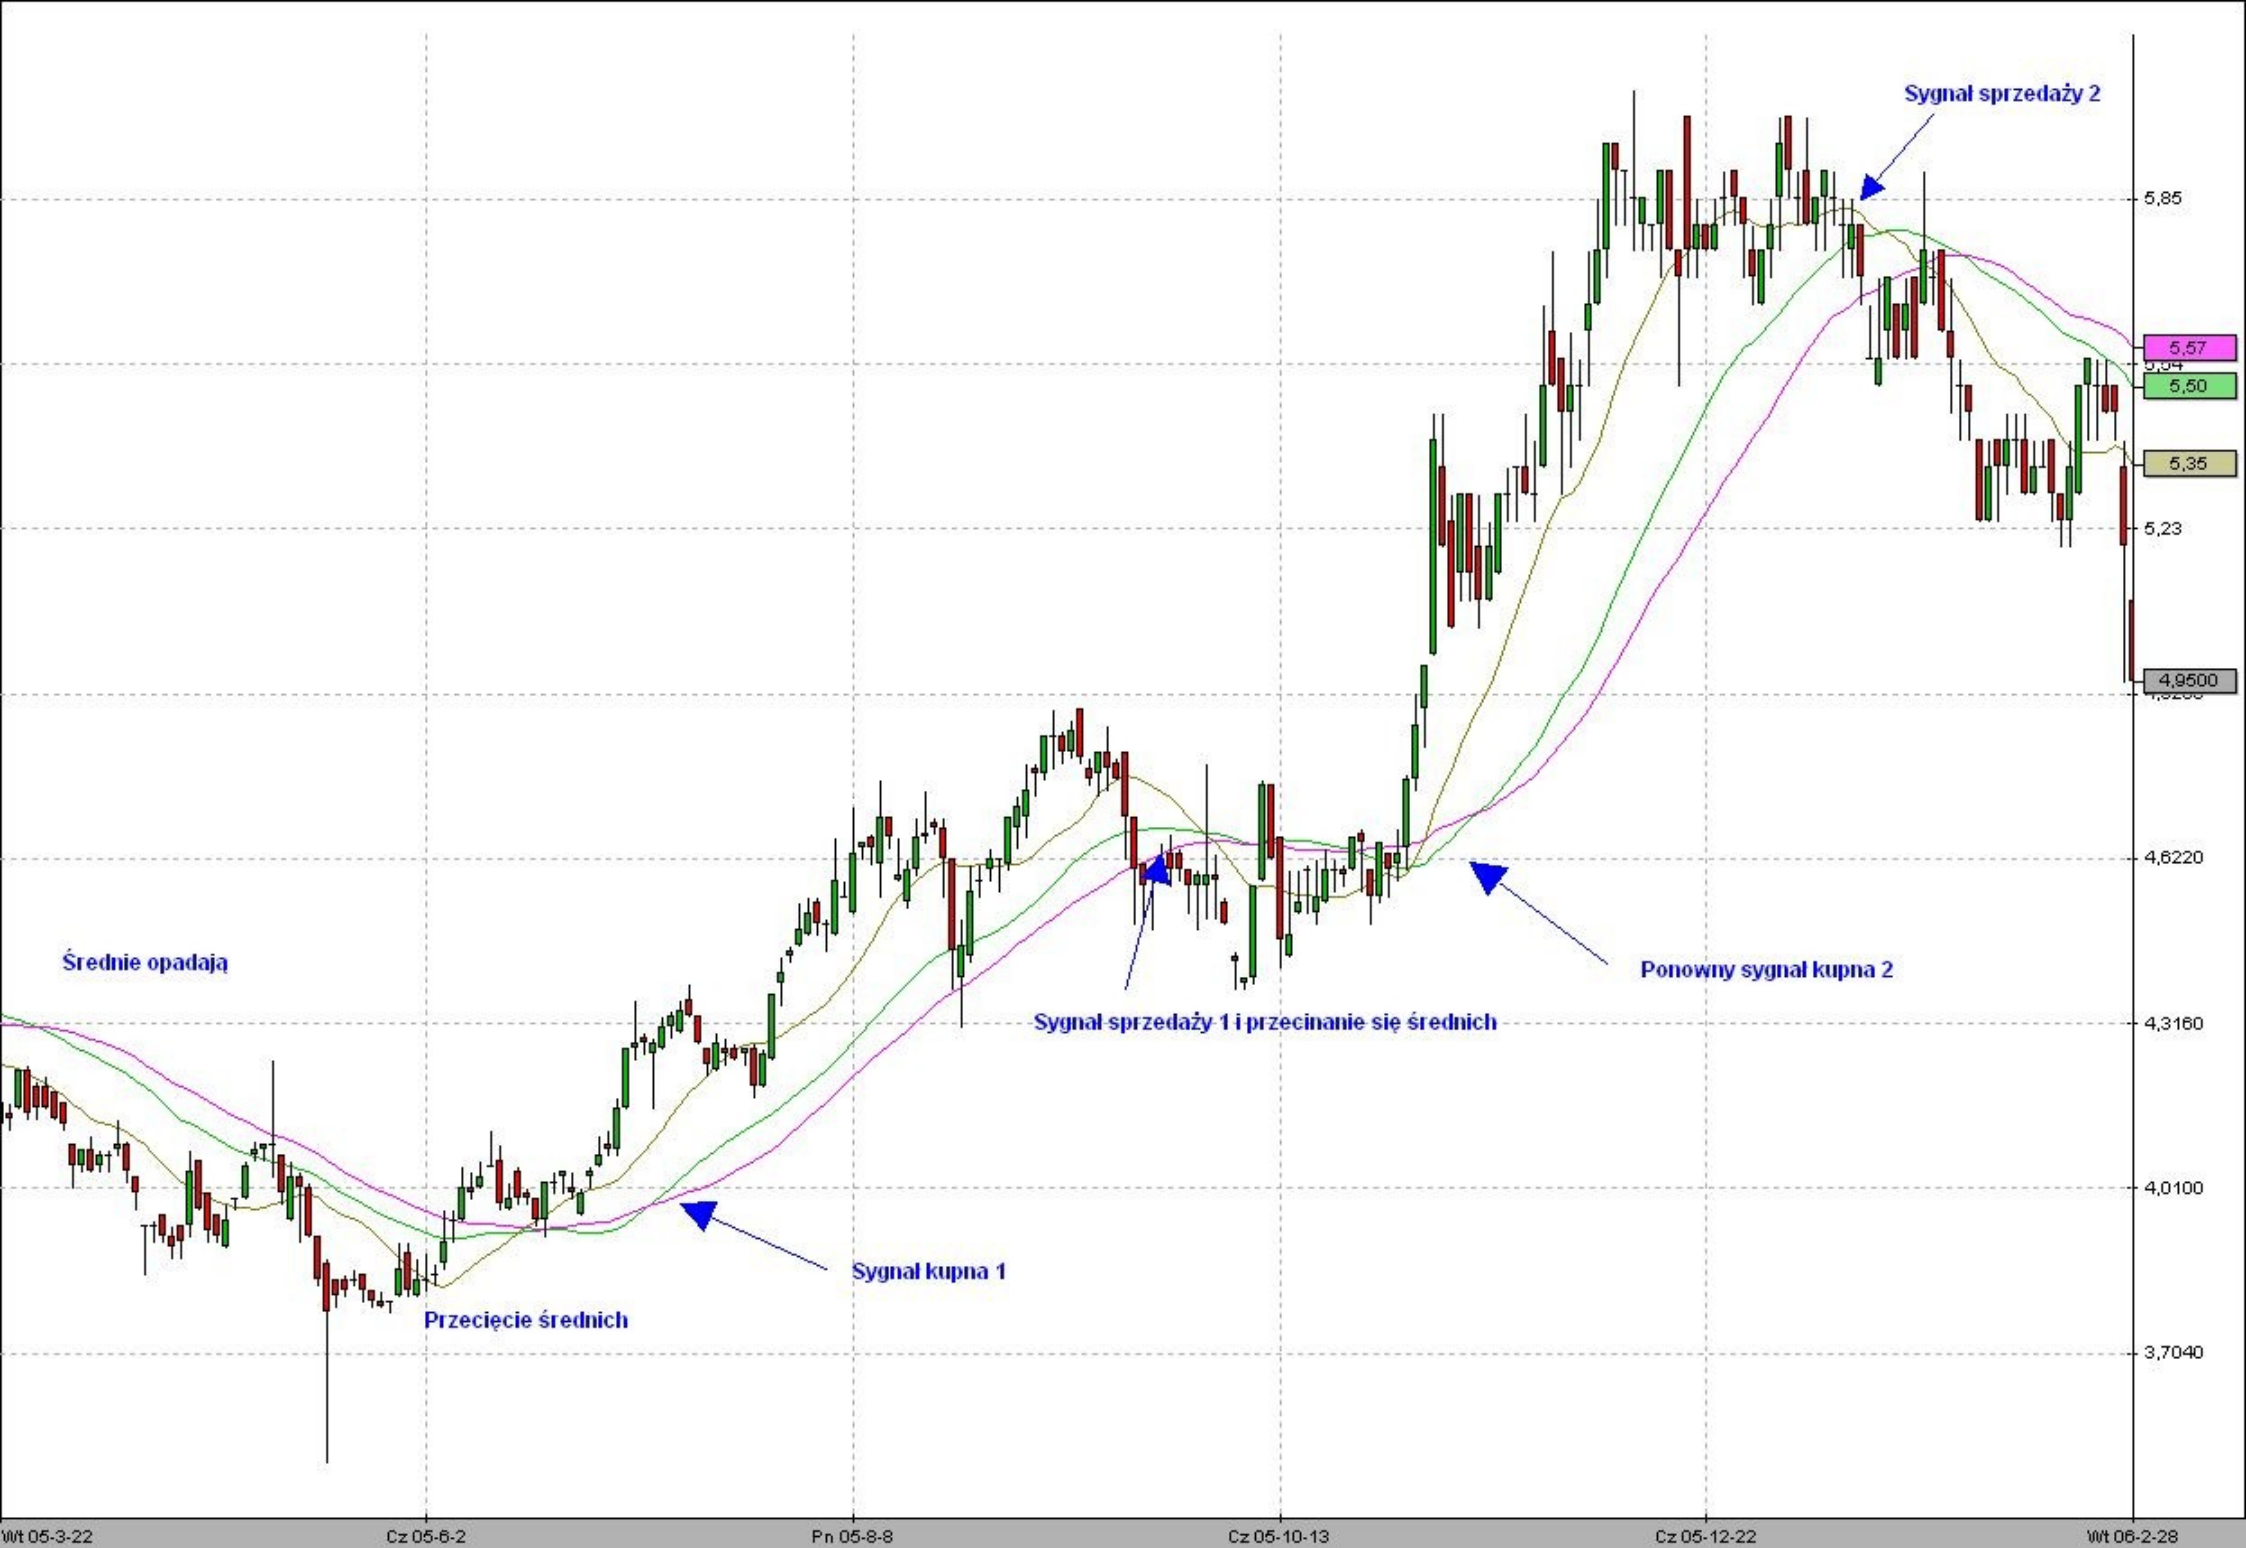 Sygnał sprzedaży 2
5,85
5,57
5,54
5,50
5,35
5,23
4,9500
Średnie opadają
Sygnał sprzedaży 1 i przecinanie się średnich
Ponowny sygnał kupna 2
4,6220
4,3160
4,0100
Sygnał kupna 1
Przecięcie średnich
3,7040
Wt 05-3-22
Cz 05-6-2
Pn 05-8-8
Cz 05-10-13
Cz 05-12-22
Wt 06-2-28